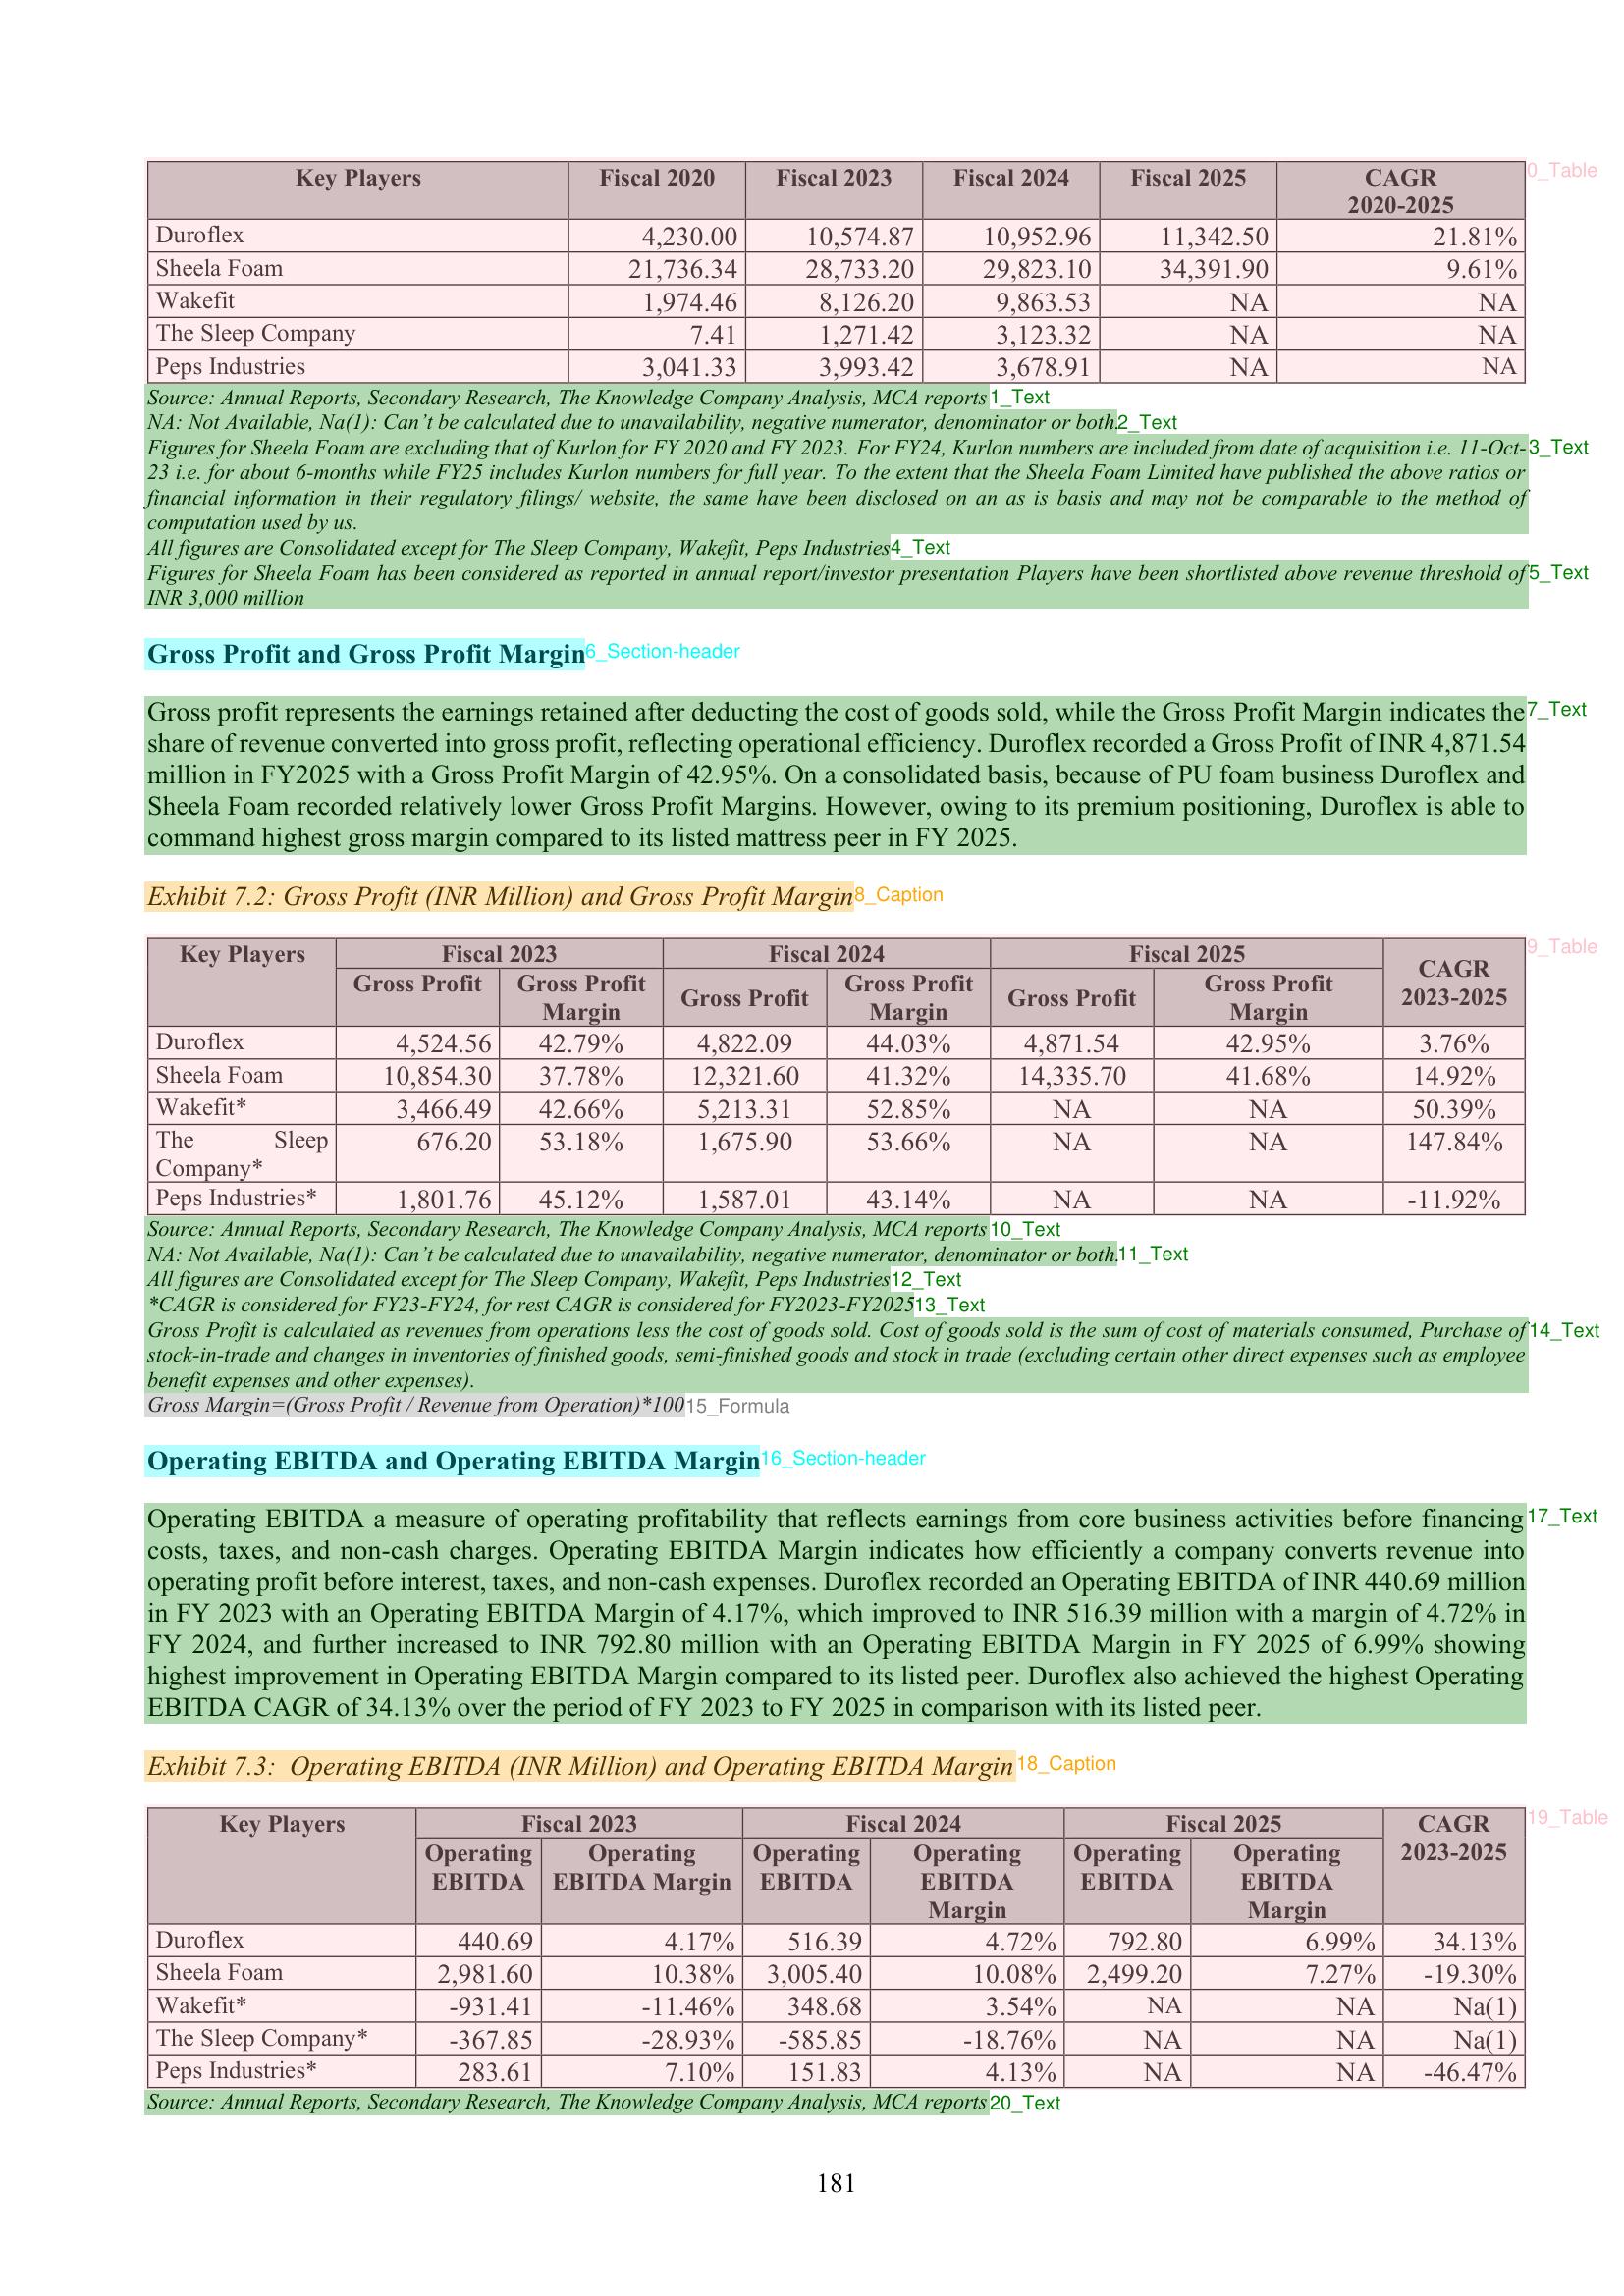 Key Players Fiscal 2020 Fiscal 2023 Fiscal 2024 Fiscal 2025 CAGR 2020-2025 0_Table
Duroflex 4,230.00 10,574.87 10,952.96 11,342.50 21.81%
Sheela Foam 21,736.34 28,733.20 29,823.10 34,391.90 9.61%
Wakefit 1,974.46 8,126.20 9,863.53 NA NA
The Sleep Company 7.41 1,271.42 3,123.32 NA NA
Peps Industries 3,041.33 3,993.42 3,678.91 NA NA
Source: Annual Reports, Secondary Research, The Knowledge Company Analysis, MCA reports 1_Text
NA: Not Available, Na(1): Can't be calculated due to unavailability, negative numerator, denominator or both. 2_Text
Figures for Sheela Foam are excluding that of Kurlon for FY 2020 and FY 2023. For FY24, Kurlon numbers are included from date of acquisition i.e. 11-Oct- 3_Text
23 i.e. for about 6-months while FY25 includes Kurlon numbers for full year. To the extent that the Sheela Foam Limited have published the above ratios or
financial information in their regulatory filings/ website, the same have been disclosed on an as is basis and may not be comparable to the method of
computation used by us.
All figures are Consolidated except for The Sleep Company, Wakefit, Peps Industries 4_Text
Figures for Sheela Foam has been considered as reported in annual report/investor presentation Players have been shortlisted above revenue threshold of 5_Text
INR 3,000 million
Gross Profit and Gross Profit Margin 6_Section-header
Gross profit represents the earnings retained after deducting the cost of goods sold, while the Gross Profit Margin indicates the 7_Text
share of revenue converted into gross profit, reflecting operational efficiency. Duroflex recorded a Gross Profit of INR 4,871.54
million in FY2025 with a Gross Profit Margin of 42.95%. On a consolidated basis, because of PU foam business Duroflex and
Sheela Foam recorded relatively lower Gross Profit Margins. However, owing to its premium positioning, Duroflex is able to
command highest gross margin compared to its listed mattress peer in FY 2025.
Exhibit 7.2: Gross Profit (INR Million) and Gross Profit Margin 8_Caption
Key Players Fiscal 2023 Fiscal 2024 Fiscal 2025 CAGR 2023-2025 9_Table
Gross Profit Gross Profit Margin Gross Profit Gross Profit Margin Gross Profit Gross Profit Margin
Duroflex 4,524.56 42.79% 4,822.09 44.03% 4,871.54 42.95% 3.76%
Sheela Foam 10,854.30 37.78% 12,321.60 41.32% 14,335.70 41.68% 14.92%
Wakefit* 3,466.49 42.66% 5,213.31 52.85% NA NA 50.39%
The Sleep Company* 676.20 53.18% 1,675.90 53.66% NA NA 147.84%
Peps Industries* 1,801.76 45.12% 1,587.01 43.14% NA NA -11.92%
Source: Annual Reports, Secondary Research, The Knowledge Company Analysis, MCA reports 10_Text
NA: Not Available, Na(1): Can't be calculated due to unavailability, negative numerator, denominator or both. 11_Text
All figures are Consolidated except for The Sleep Company, Wakefit, Peps Industries 12_Text
*CAGR is considered for FY23-FY24, for rest CAGR is considered for FY2023-FY2025 13_Text
Gross Profit is calculated as revenues from operations less the cost of goods sold. Cost of goods sold is the sum of cost of materials consumed, Purchase of 14_Text
stock-in-trade and changes in inventories of finished goods, semi-finished goods and stock in trade (excluding certain other direct expenses such as employee
benefit expenses and other expenses).
Gross Margin=(Gross Profit / Revenue from Operation)*100 15_Formula
Operating EBITDA and Operating EBITDA Margin 16_Section-header
Operating EBITDA a measure of operating profitability that reflects earnings from core business activities before financing 17_Text
costs, taxes, and non-cash charges. Operating EBITDA Margin indicates how efficiently a company converts revenue into
operating profit before interest, taxes, and non-cash expenses. Duroflex recorded an Operating EBITDA of INR 440.69 million
in FY 2023 with an Operating EBITDA Margin of 4.17%, which improved to INR 516.39 million with a margin of 4.72% in
FY 2024, and further increased to INR 792.80 million with an Operating EBITDA Margin in FY 2025 of 6.99% showing
highest improvement in Operating EBITDA Margin compared to its listed peer. Duroflex also achieved the highest Operating
EBITDA CAGR of 34.13% over the period of FY 2023 to FY 2025 in comparison with its listed peer.
Exhibit 7.3: Operating EBITDA (INR Million) and Operating EBITDA Margin 18_Caption
Key Players Fiscal 2023 Fiscal 2024 Fiscal 2025 CAGR 2023-2025 19_Table
Operating EBITDA Operating EBITDA Margin Operating EBITDA Operating EBITDA Margin Operating EBITDA Operating EBITDA Margin
Duroflex 440.69 4.17% 516.39 4.72% 792.80 6.99% 34.13%
Sheela Foam 2,981.60 10.38% 3,005.40 10.08% 2,499.20 7.27% -19.30%
Wakefit* -931.41 -11.46% 348.68 3.54% NA NA Na(1)
The Sleep Company* -367.85 -28.93% -585.85 -18.76% NA NA Na(1)
Peps Industries* 283.61 7.10% 151.83 4.13% NA NA -46.47%
Source: Annual Reports, Secondary Research, The Knowledge Company Analysis, MCA reports 20_Text
181